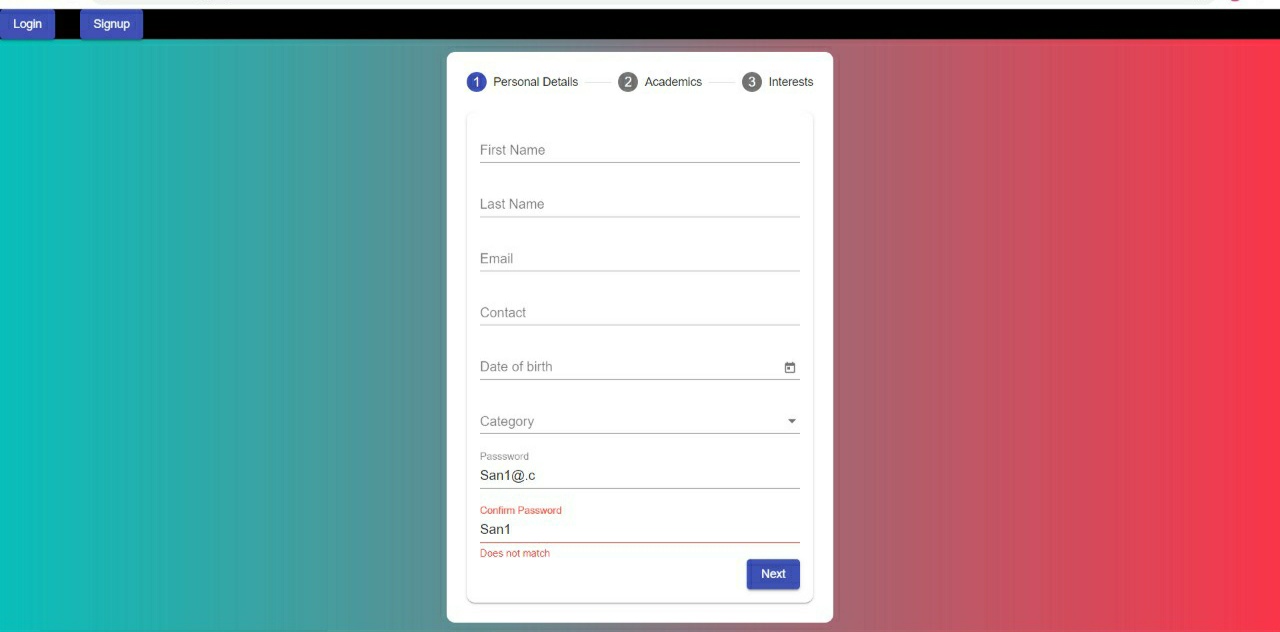 Login Signup
1 Personal Details 2 Academics 3 Interests
First Name
Last Name
Email
Contact
Date of birth
Category
Passsword
San1@.c
Confirm Password
San1
Does not match
Next